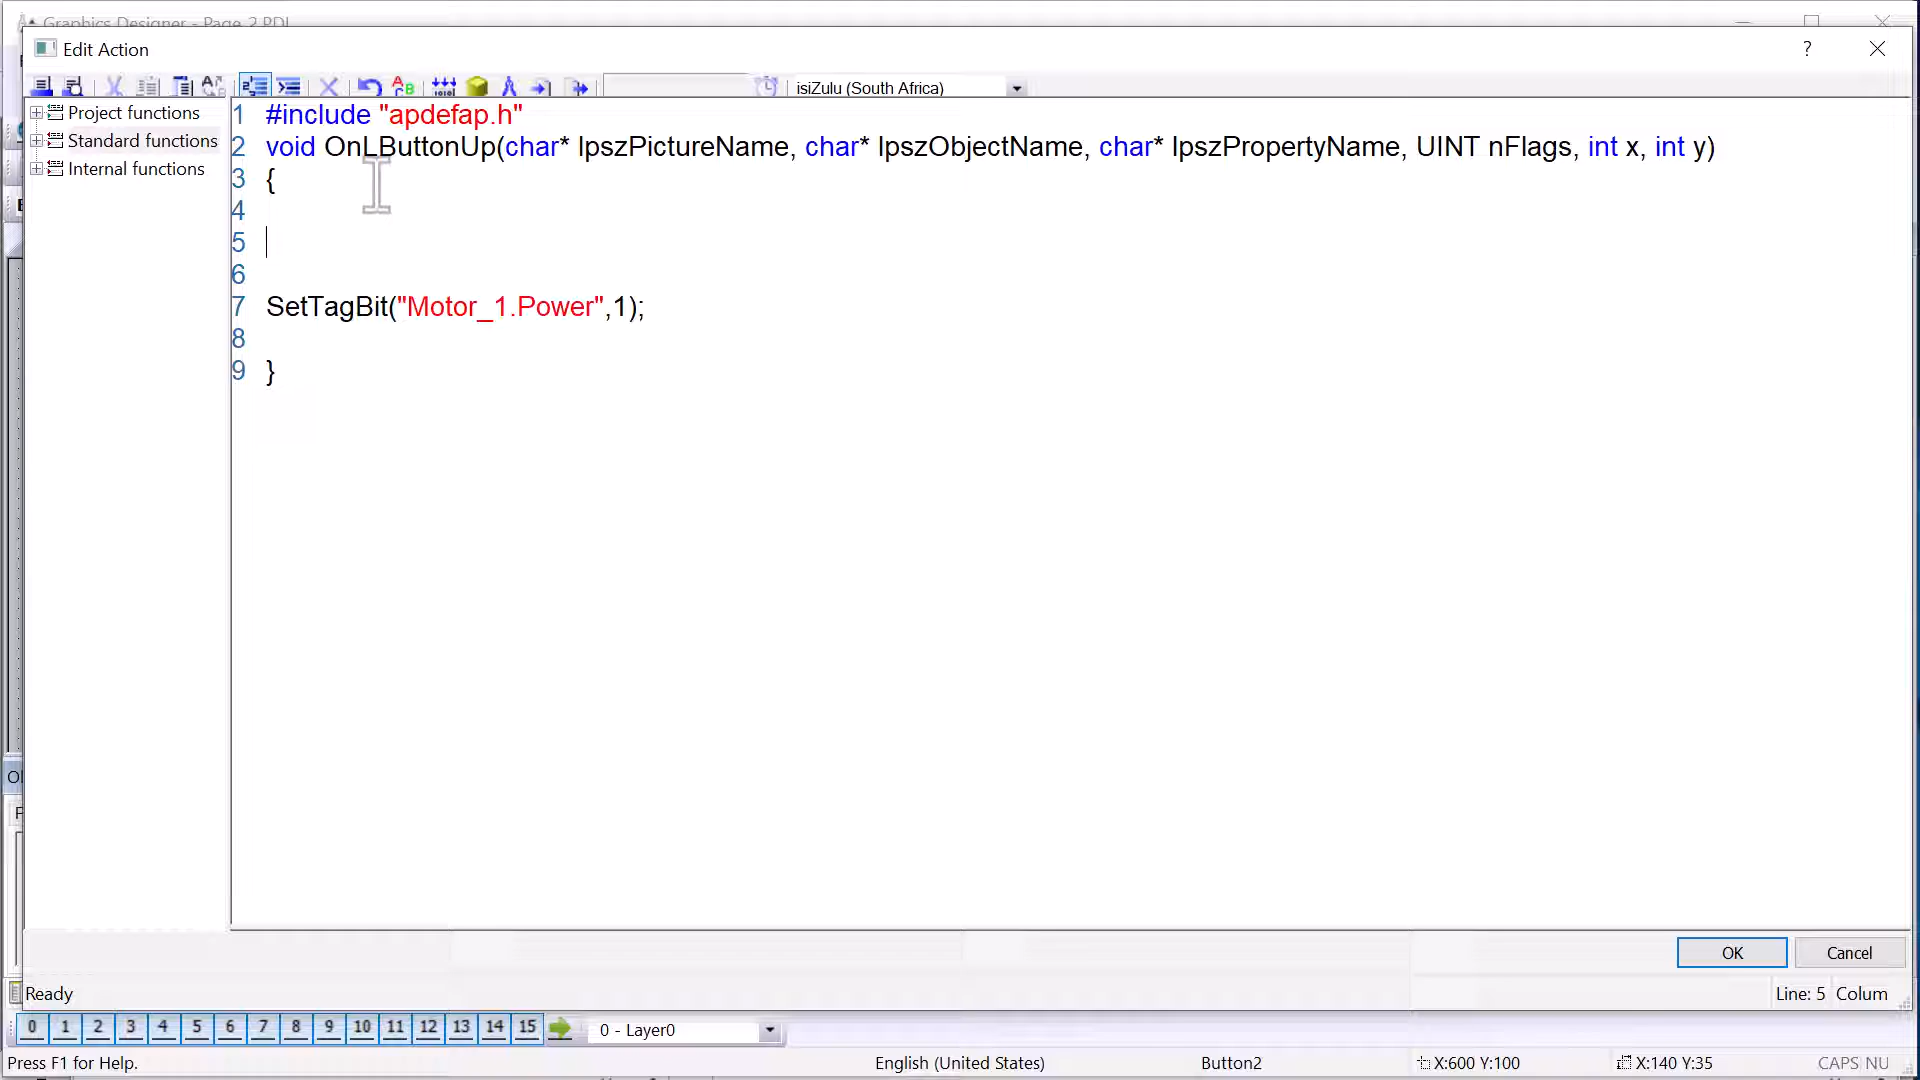 Graphics Designer - Page_2.PDL
Edit Action
?
isiZulu (South Africa)
Project functions
Standard functions
Internal functions
1 #include "apdefap.h"
2 void OnLButtonUp(char* lpszPictureName, char* lpszObjectName, char* lpszPropertyName, UINT nFlags, int x, int y)
3 {
4
5
6
7 SetTagBit("Motor_1.Power",1);
8
9 }
OK Cancel
Ready
Line: 5 Colum
0 1 2 3 4 5 6 7 8 9 10 11 12 13 14 15 0 - Layer0
Press F1 for Help. English (United States) Button2 X:600 Y:100 X:140 Y:35 CAPS NU